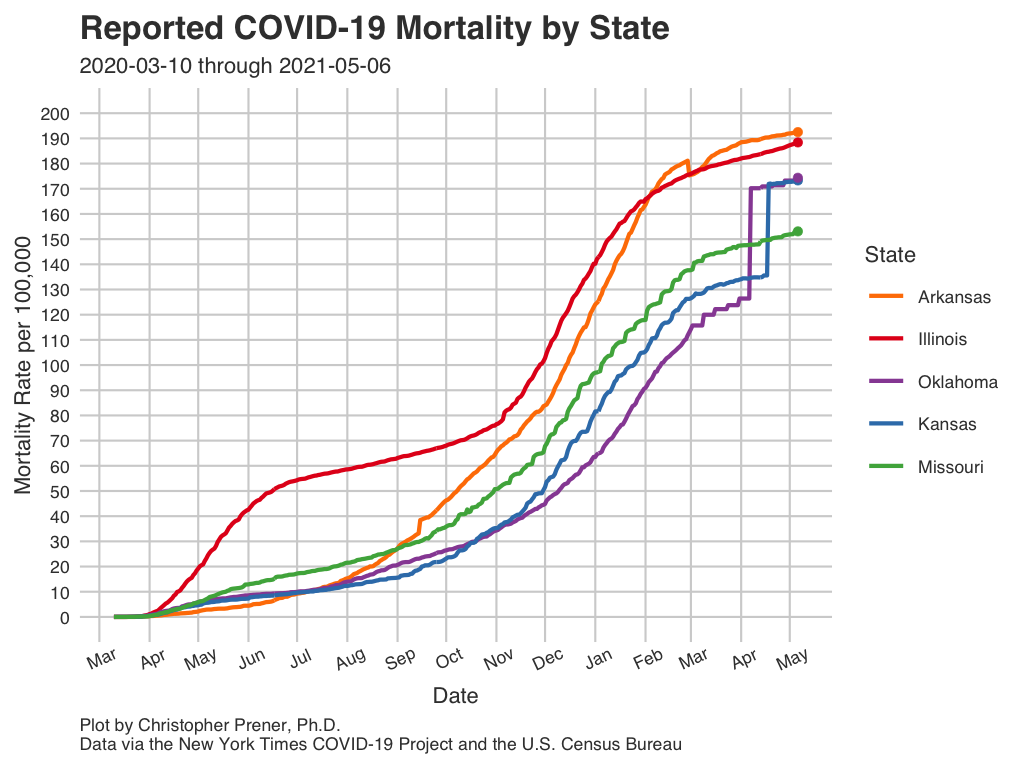 Reported COVID-19 Mortality by State
2020-03-10 through 2021-05-06
Mortality Rate per 100,000
200
190
180
170
160
150
140
130
120
110
100
90
80
70
60
50
40
30
20
10
0
Mar Apr May Jun Jul Aug Sep Oct Nov Dec Jan Feb Mar Apr May
Date
State
Arkansas
Illinois
Oklahoma
Kansas
Missouri
Plot by Christopher Prener, Ph.D.
Data via the New York Times COVID-19 Project and the U.S. Census Bureau